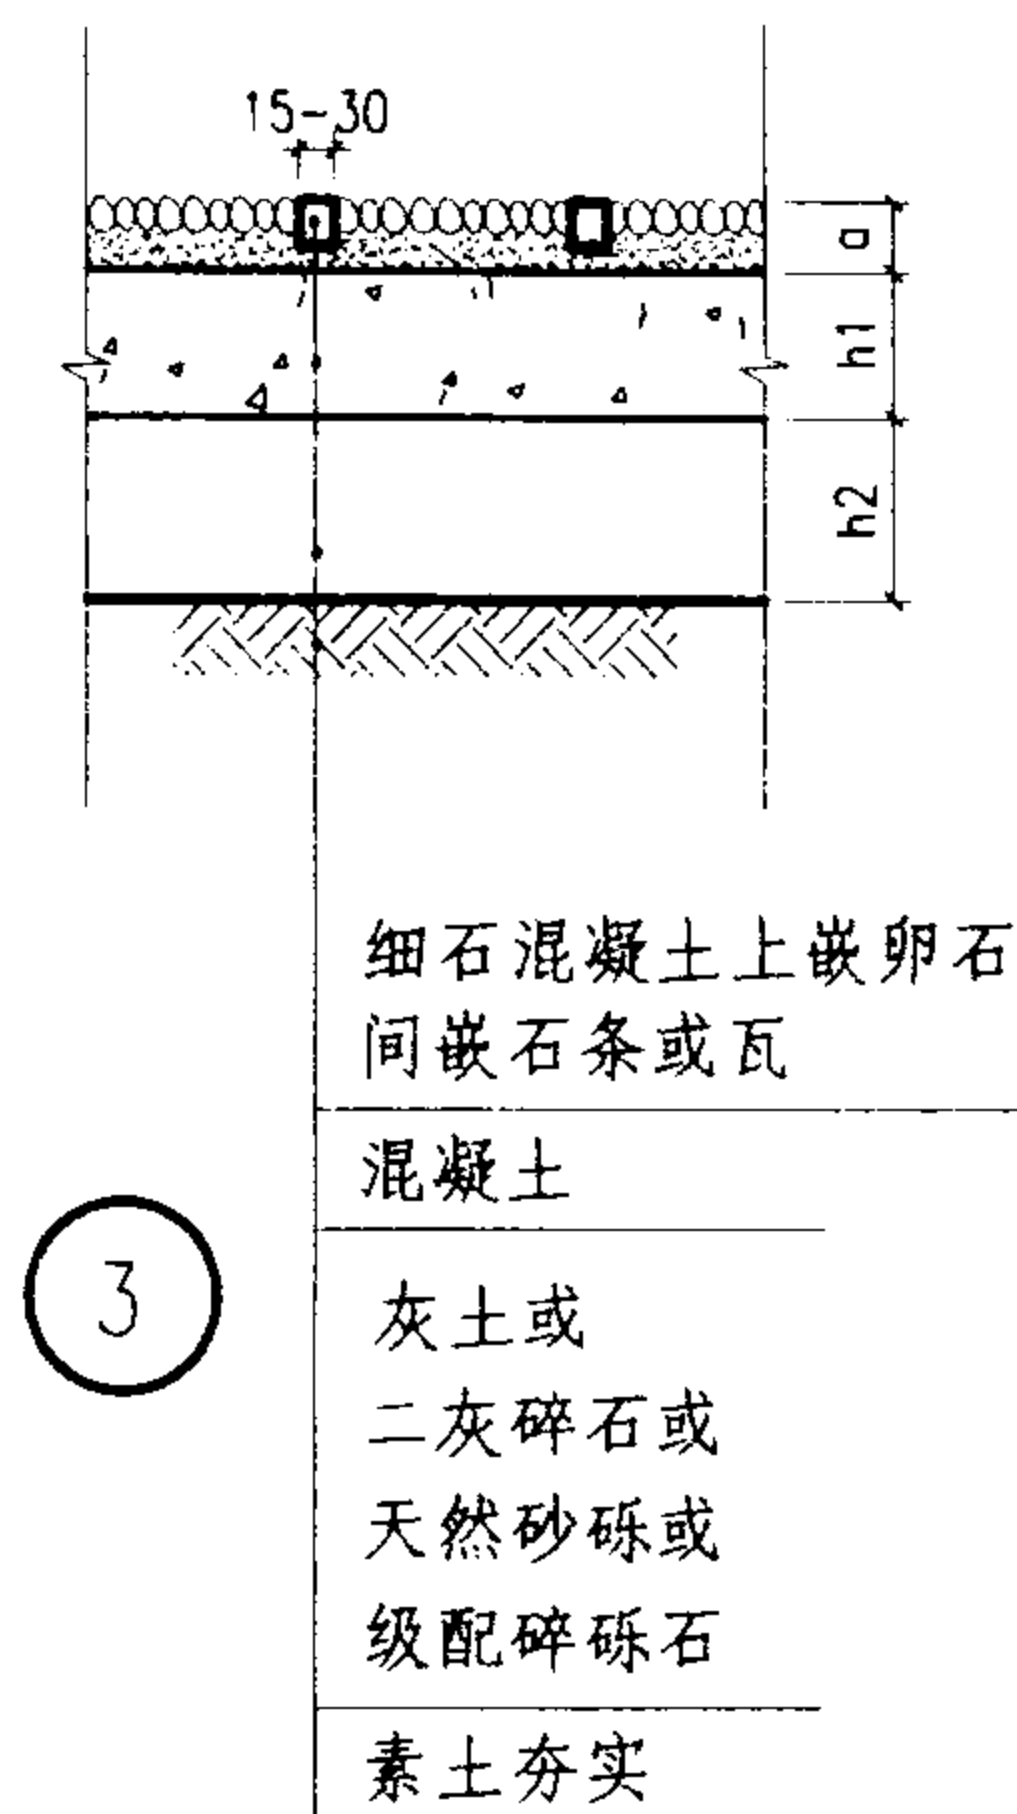 15-30
a
h1
h2
细石混凝土上嵌卵石
间嵌石条或瓦
混凝土
3
灰土或
二灰碎石或
天然砂砾或
级配碎砾石
素土夯实